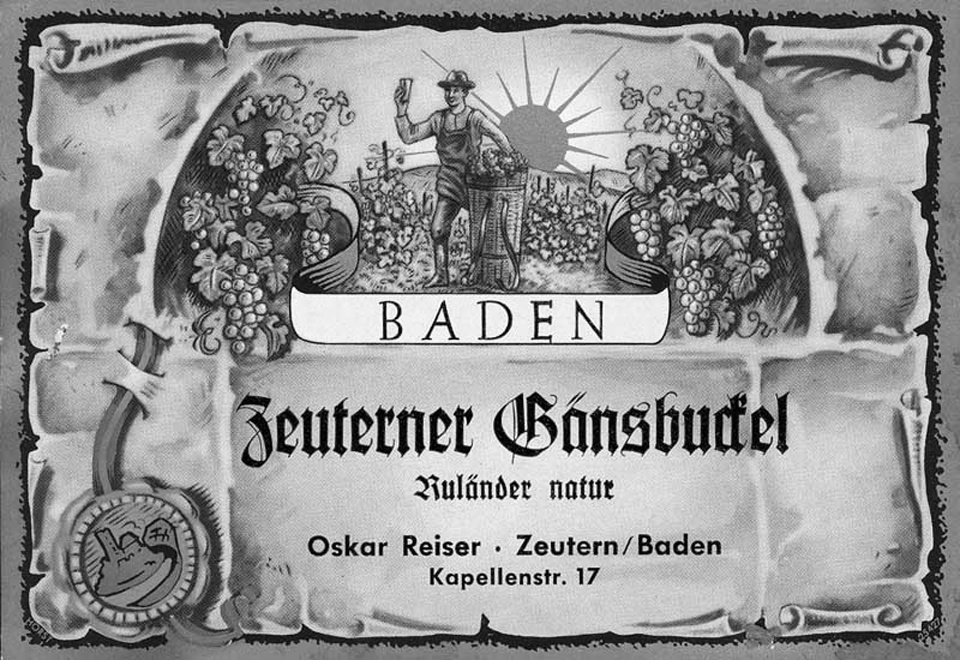 BADEN
Zeuterner Gänsbuckel
Ruländer natur
Oskar Reiser · Zeutern/Baden
Kapellenstr. 17